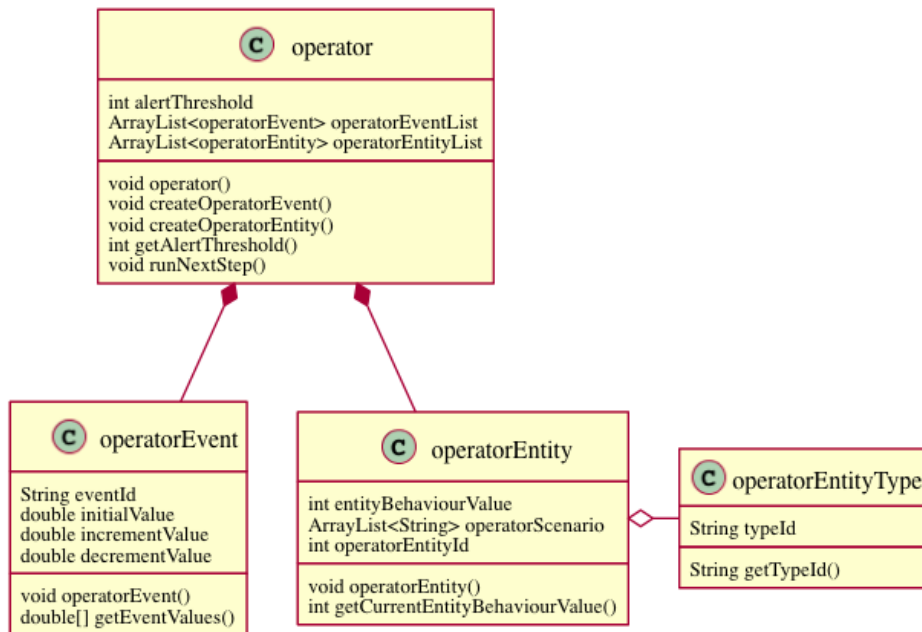 C operator
int alertThreshold
ArrayList<operatorEvent> operatorEventList
ArrayList<operatorEntity> operatorEntityList
void operator()
void createOperatorEvent()
void createOperatorEntity()
int getAlertThreshold()
void runNextStep()
C operatorEvent
String eventId
double initialValue
double incrementValue
double decrementValue
void operatorEvent()
double[] getEventValues()
C operatorEntity
int entityBehaviourValue
ArrayList<String> operatorScenario
int operatorEntityId
void operatorEntity()
int getCurrentEntityBehaviourValue()
C operatorEntityType
String typeId
String getTypeId()